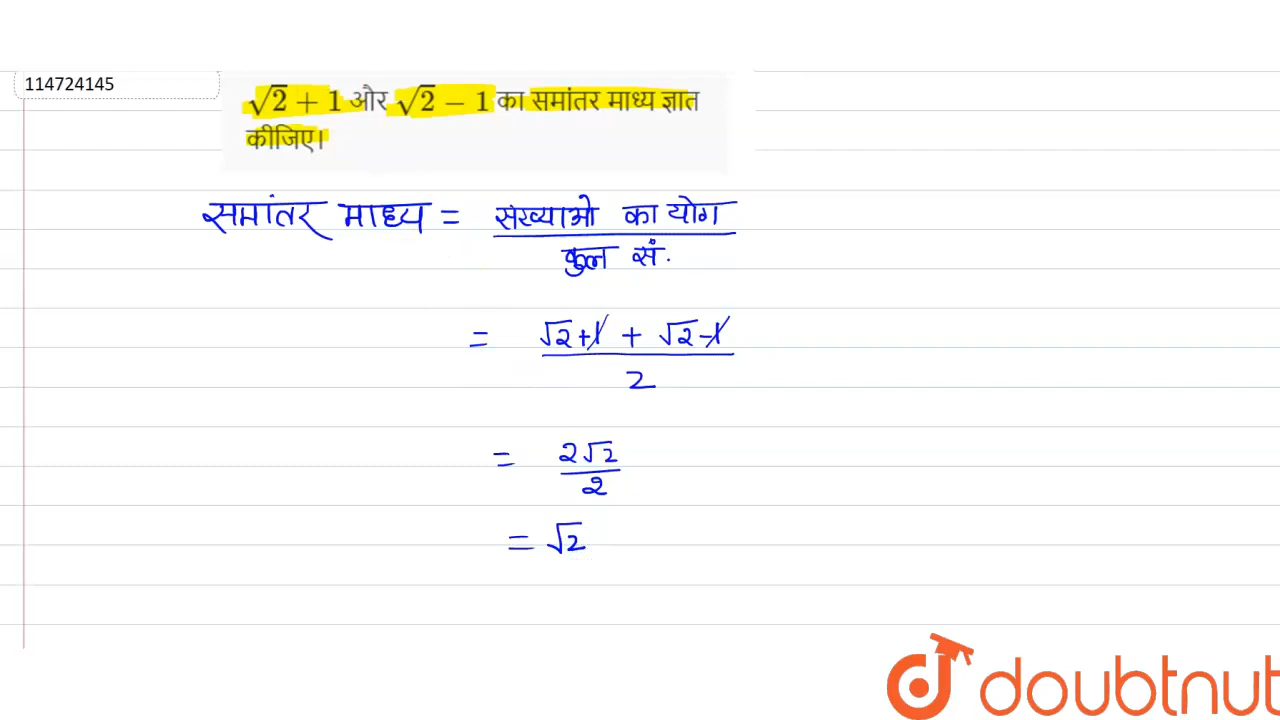 114724145
√2 + 1 और √2 − 1 का समांतर माध्य ज्ञात
कीजिए।
समांतर माध्य = संख्याओ का योग
कुल सं.
= √2+1 + √2-1
2
= 2√2
2
= √2
doubtnut